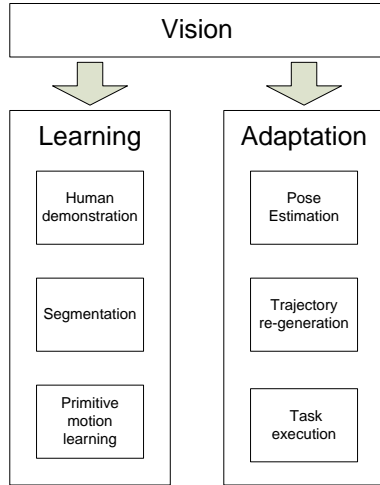 Vision
Learning
Human
demonstration
Segmentation
Primitive
motion
learning
Adaptation
Pose
Estimation
Trajectory
re-generation
Task
execution